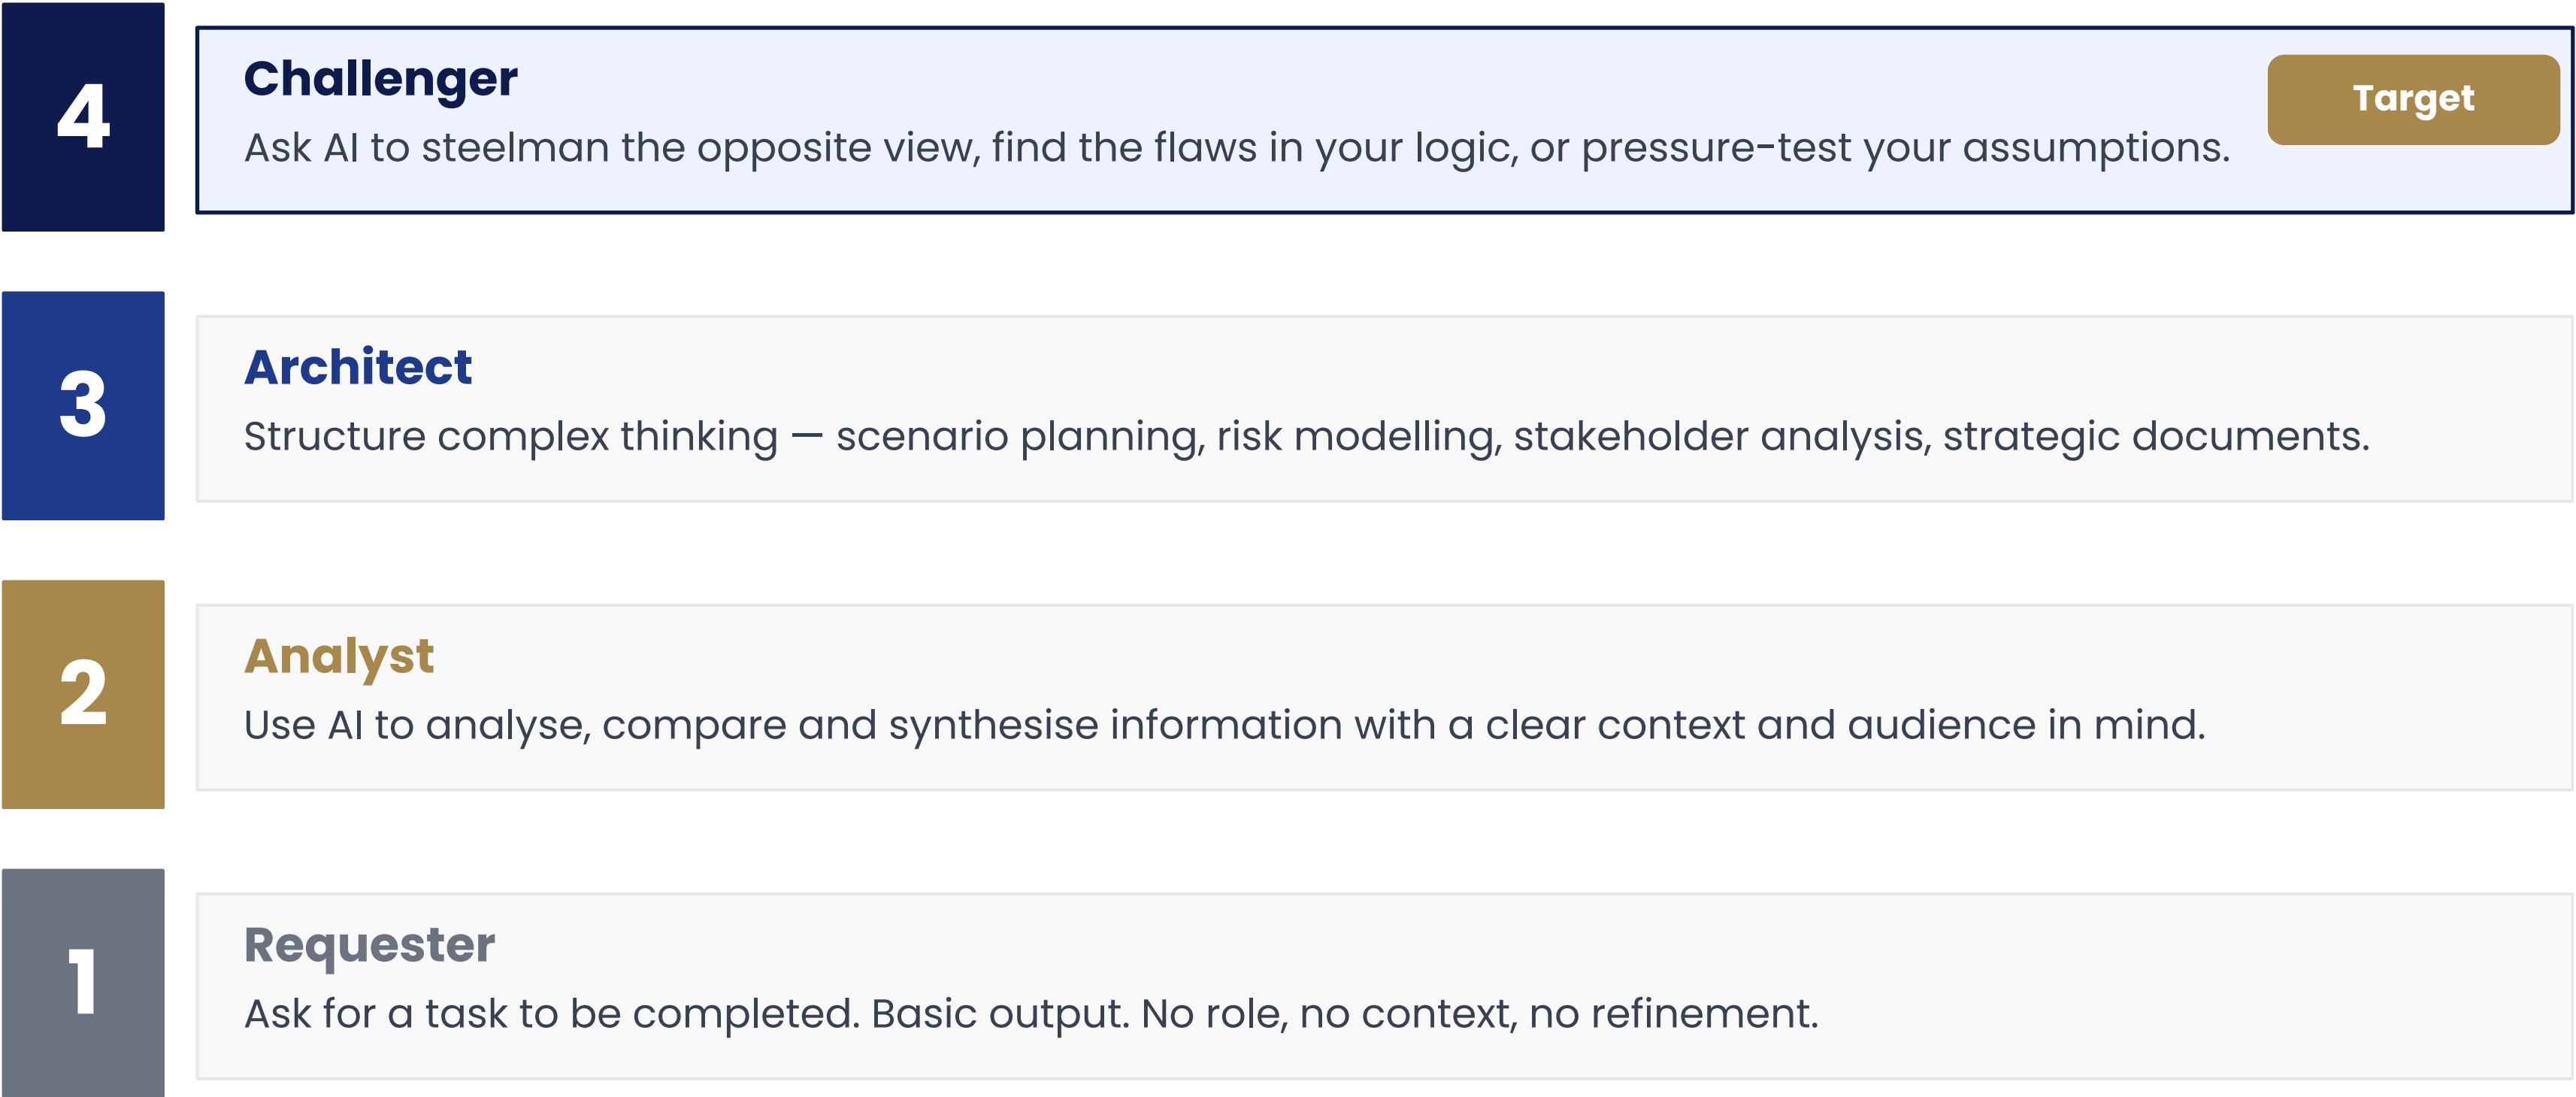 4
Challenger
Target
Ask AI to steelman the opposite view, find the flaws in your logic, or pressure-test your assumptions.
3
Architect
Structure complex thinking — scenario planning, risk modelling, stakeholder analysis, strategic documents.
2
Analyst
Use AI to analyse, compare and synthesise information with a clear context and audience in mind.
1
Requester
Ask for a task to be completed. Basic output. No role, no context, no refinement.